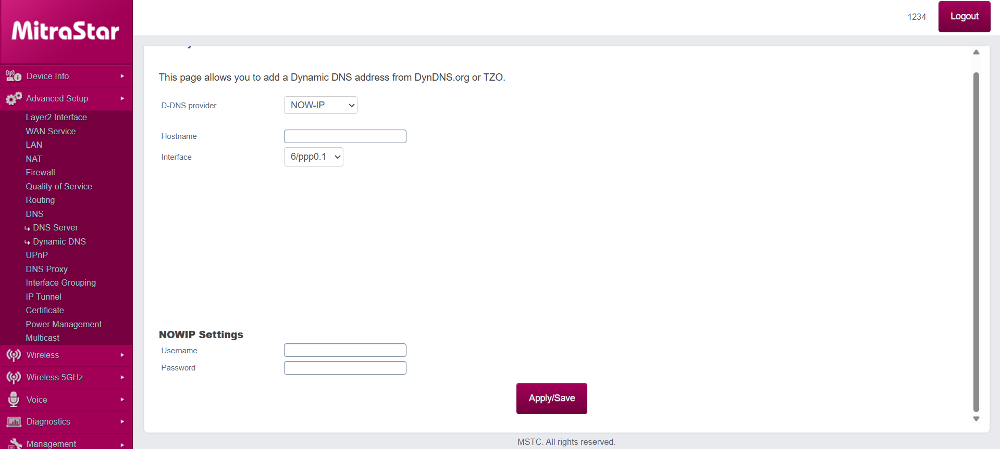 MitraStar
1234
Logout
Device Info
Advanced Setup
Layer2 Interface
WAN Service
LAN
NAT
Firewall
Quality of Service
Routing
DNS
DNS Server
Dynamic DNS
UPnP
DNS Proxy
Interface Grouping
IP Tunnel
Certificate
Power Management
Multicast
Wireless
Wireless 5GHz
Voice
Diagnostics
Management
This page allows you to add a Dynamic DNS address from DynDNS.org or TZO.
D-DNS provider NOW-IP
Hostname
Interface 6/ppp0.1
NOWIP Settings
Username
Password
Apply/Save
MSTC. All rights reserved.